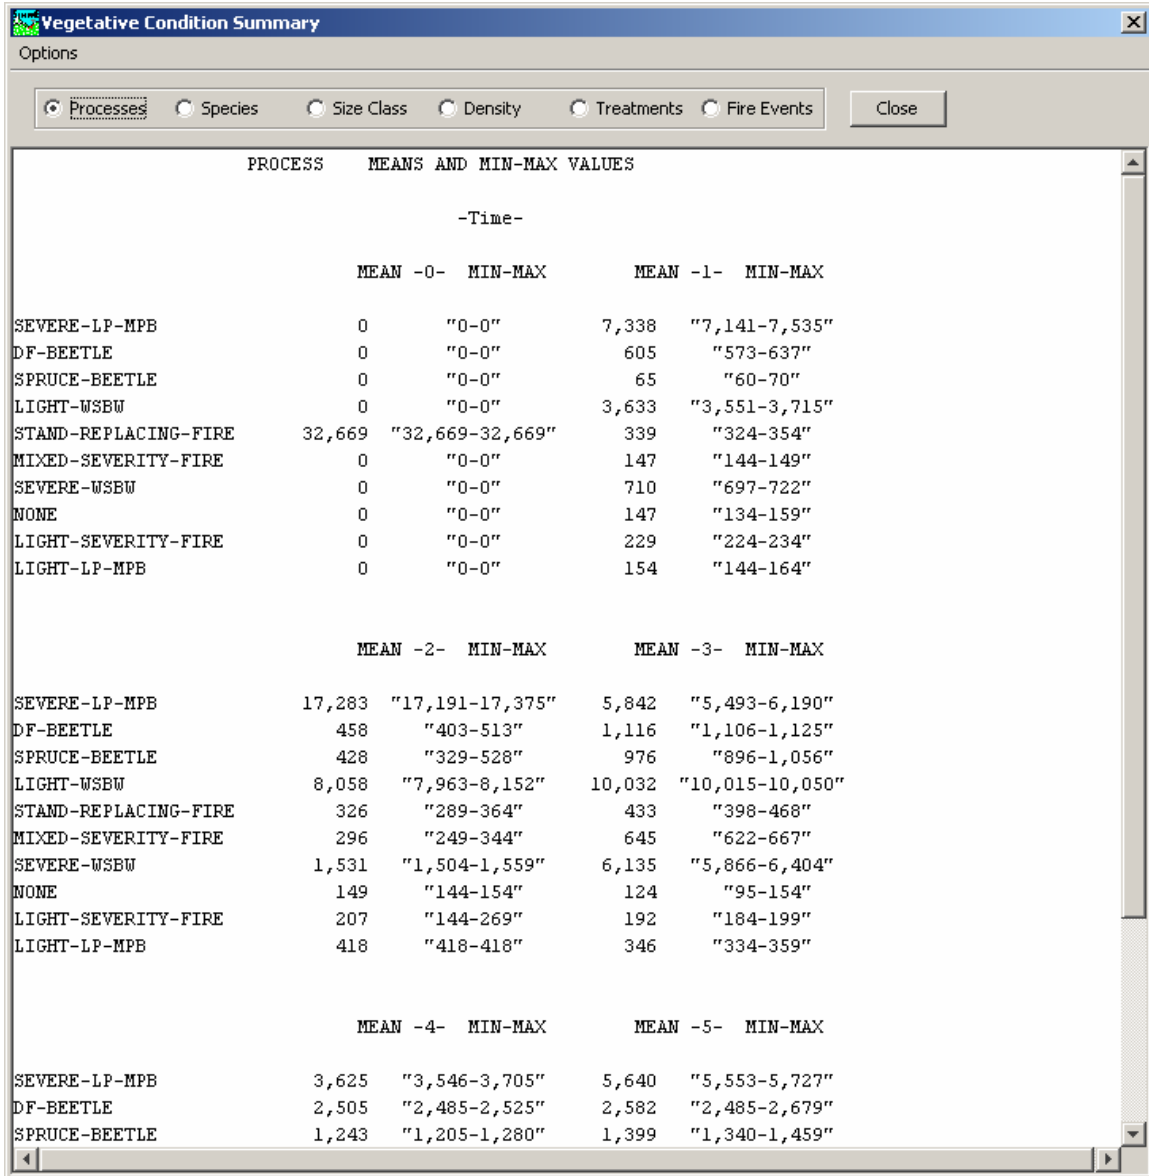 Vegetative Condition Summary
Options
Processes Species Size Class Density Treatments Fire Events Close
PROCESS MEANS AND MIN-MAX VALUES
-Time-
MEAN -0- MIN-MAX MEAN -1- MIN-MAX
SEVERE-LP-MPB 0 "0-0" 7,338 "7,141-7,535"
DF-BEETLE 0 "0-0" 605 "573-637"
SPRUCE-BEETLE 0 "0-0" 65 "60-70"
LIGHT-WSBW 0 "0-0" 3,633 "3,551-3,715"
STAND-REPLACING-FIRE 32,669 "32,669-32,669" 339 "324-354"
MIXED-SEVERITY-FIRE 0 "0-0" 147 "144-149"
SEVERE-WSBW 0 "0-0" 710 "697-722"
NONE 0 "0-0" 147 "134-159"
LIGHT-SEVERITY-FIRE 0 "0-0" 229 "224-234"
LIGHT-LP-MPB 0 "0-0" 154 "144-164"
MEAN -2- MIN-MAX MEAN -3- MIN-MAX
SEVERE-LP-MPB 17,283 "17,191-17,375" 5,842 "5,493-6,190"
DF-BEETLE 458 "403-513" 1,116 "1,106-1,125"
SPRUCE-BEETLE 428 "329-528" 976 "896-1,056"
LIGHT-WSBW 8,058 "7,963-8,152" 10,032 "10,015-10,050"
STAND-REPLACING-FIRE 326 "289-364" 433 "398-468"
MIXED-SEVERITY-FIRE 296 "249-344" 645 "622-667"
SEVERE-WSBW 1,531 "1,504-1,559" 6,135 "5,866-6,404"
NONE 149 "144-154" 124 "95-154"
LIGHT-SEVERITY-FIRE 207 "144-269" 192 "184-199"
LIGHT-LP-MPB 418 "418-418" 346 "334-359"
MEAN -4- MIN-MAX MEAN -5- MIN-MAX
SEVERE-LP-MPB 3,625 "3,546-3,705" 5,640 "5,553-5,727"
DF-BEETLE 2,505 "2,485-2,525" 2,582 "2,485-2,679"
SPRUCE-BEETLE 1,243 "1,205-1,280" 1,399 "1,340-1,459"